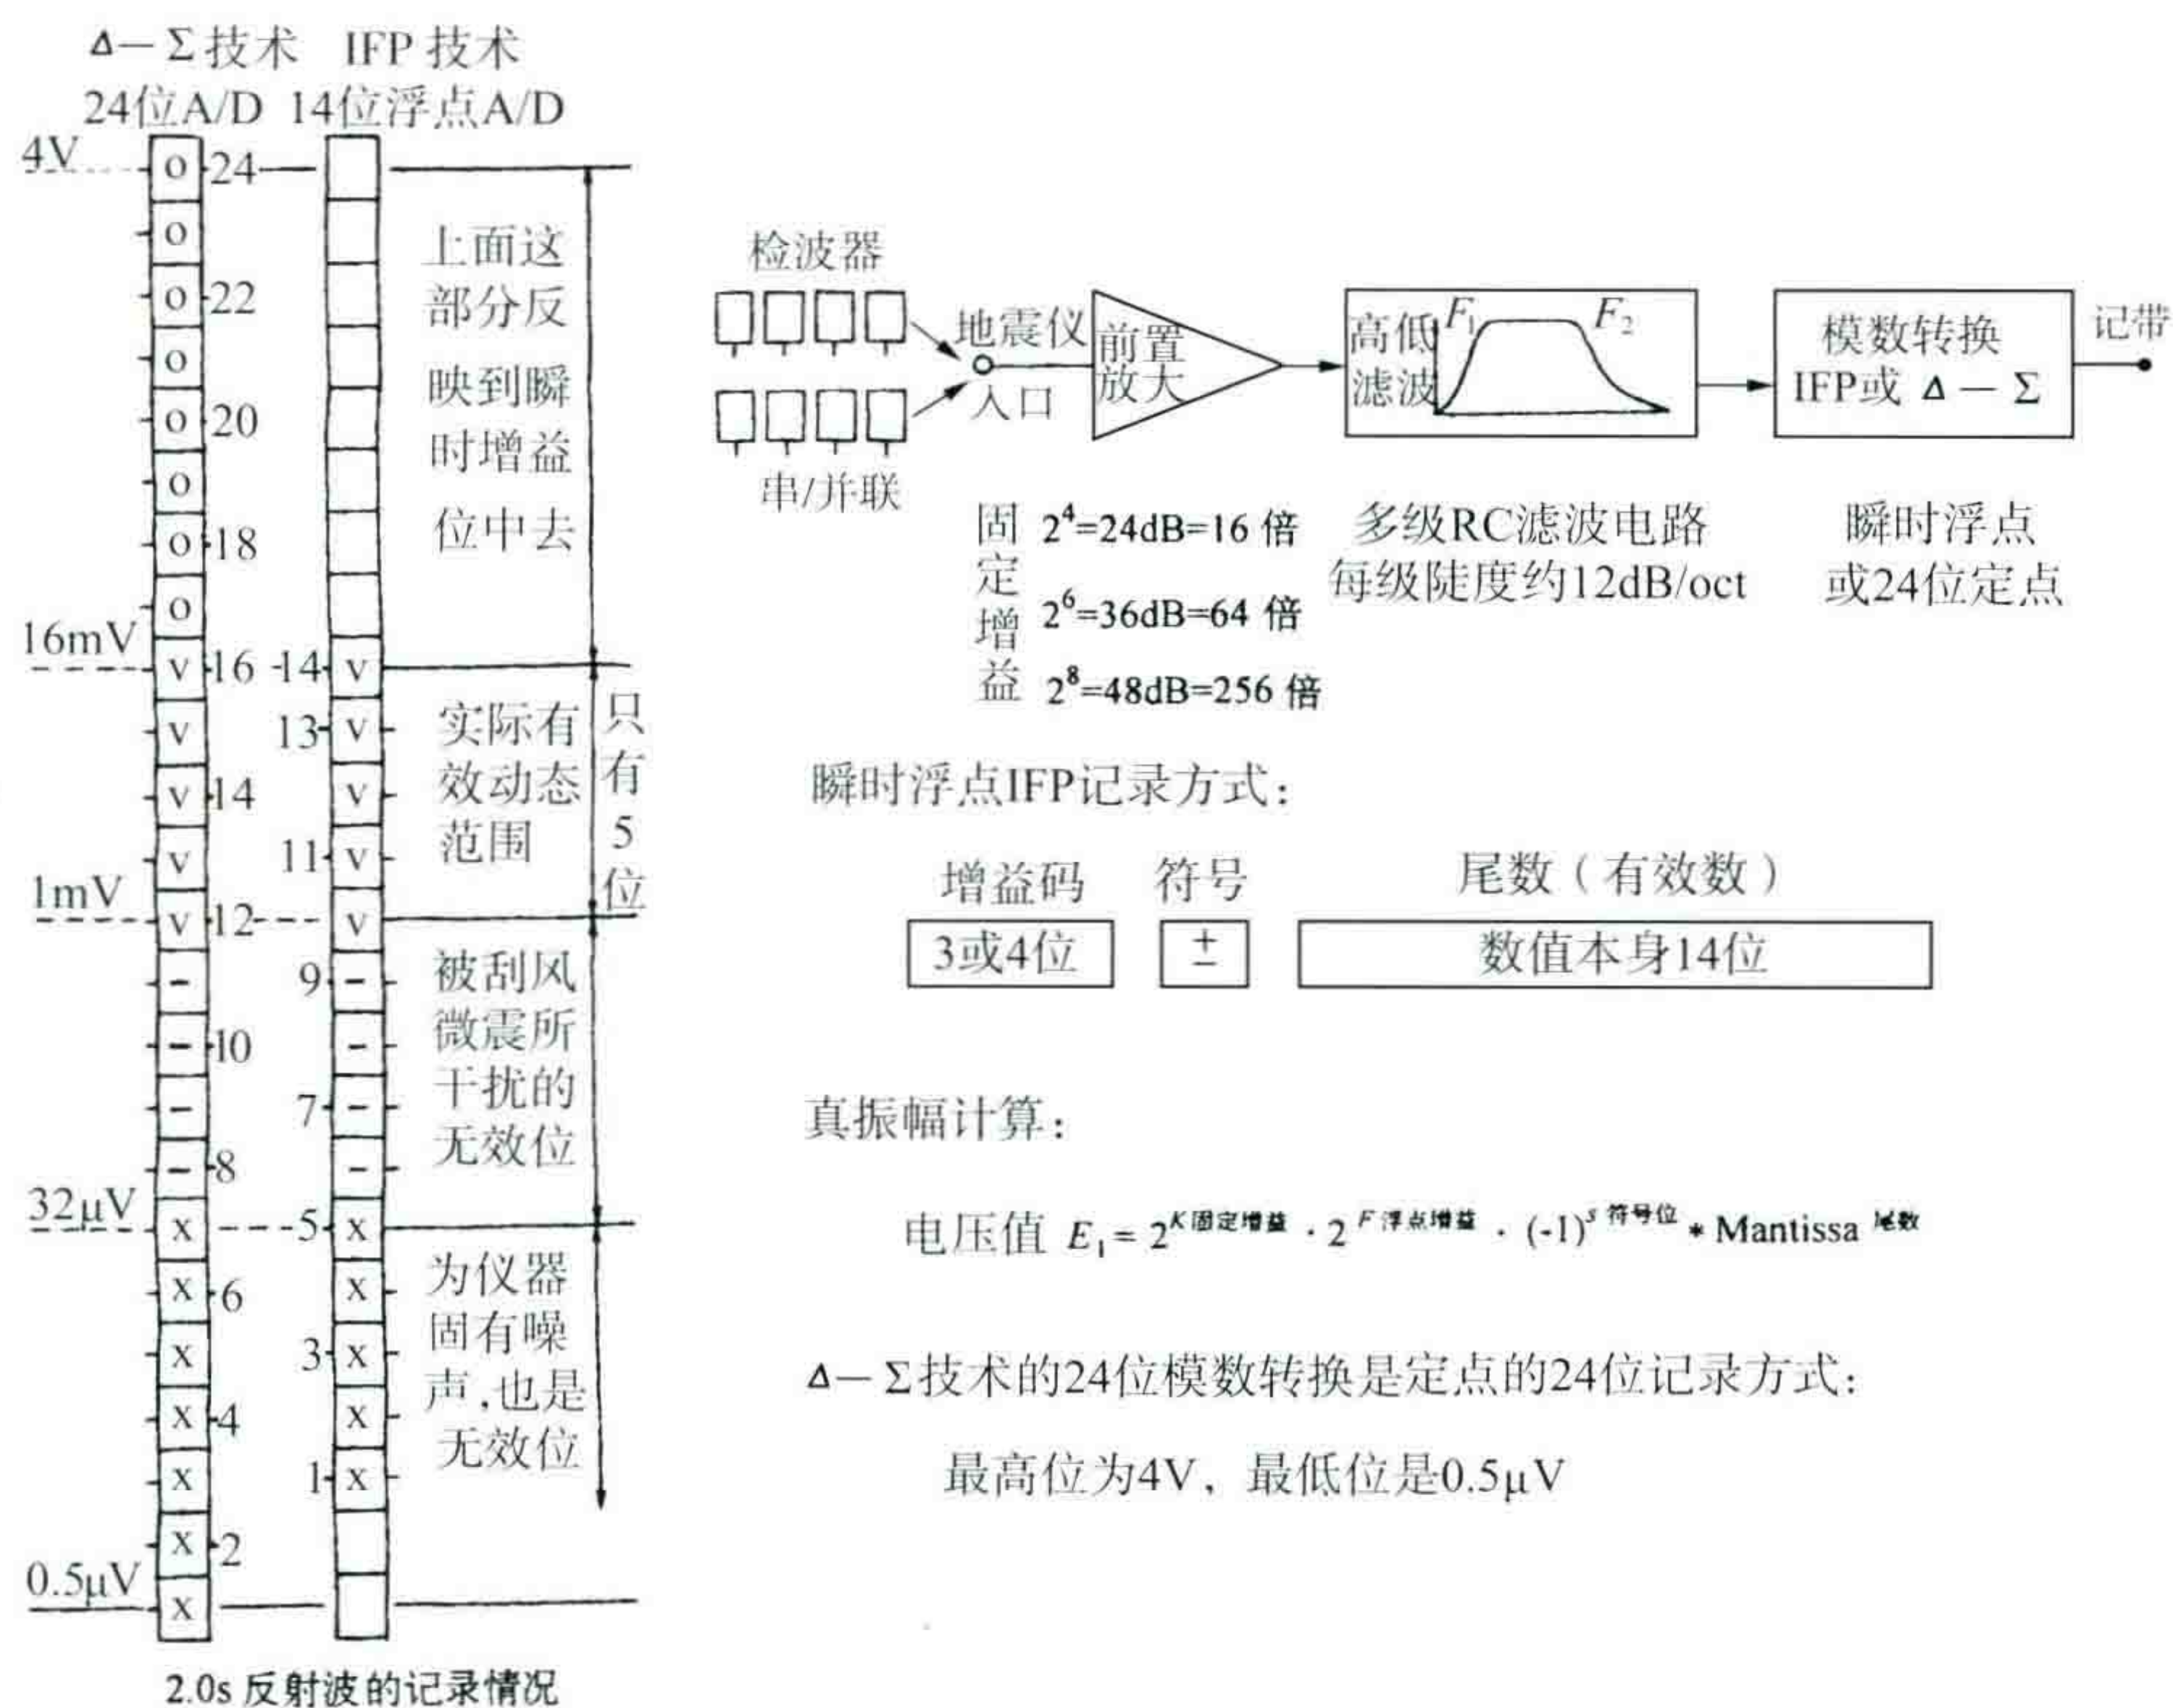 Δ—Σ技术 IFP 技术
24位A/D 14位浮点A/D
4V
O 24
O
O 22
O
O 20
O
O 18
O
16mV
V 16 14 V
V 13 V
V 14 V
V 11 V
1mV
V 12 V
- 9 -
- 10 -
- 7 -
- 8 -
32μV
X 5 X
X 6 X
X 3 X
X 4 X
X 1 X
X 2
0.5μV
X
上面这
部分反
映到瞬
时增益
位中去
实际有
效动态
范围
只
有
5
位
被刮风
微震所
干扰的
无效位
为仪器
固有噪
声,也是
无效位
2.0s 反射波的记录情况
检波器
串/并联
地震仪
入口
前置
放大
高低
滤波
F₁ F₂
模数转换
IFP或 Δ—Σ
记带
固定增益
2⁴=24dB=16 倍
2⁶=36dB=64 倍
2⁸=48dB=256 倍
多级RC滤波电路
每级陡度约12dB/oct
瞬时浮点
或24位定点
瞬时浮点IFP记录方式：
增益码 符号 尾数（有效数）
3或4位 ± 数值本身14位
真振幅计算：
电压值 E₁ = 2^K固定增益 · 2^F浮点增益 · (-1)^s符号位 * Mantissa 尾数
Δ—Σ技术的24位模数转换是定点的24位记录方式：
最高位为4V，最低位是0.5μV